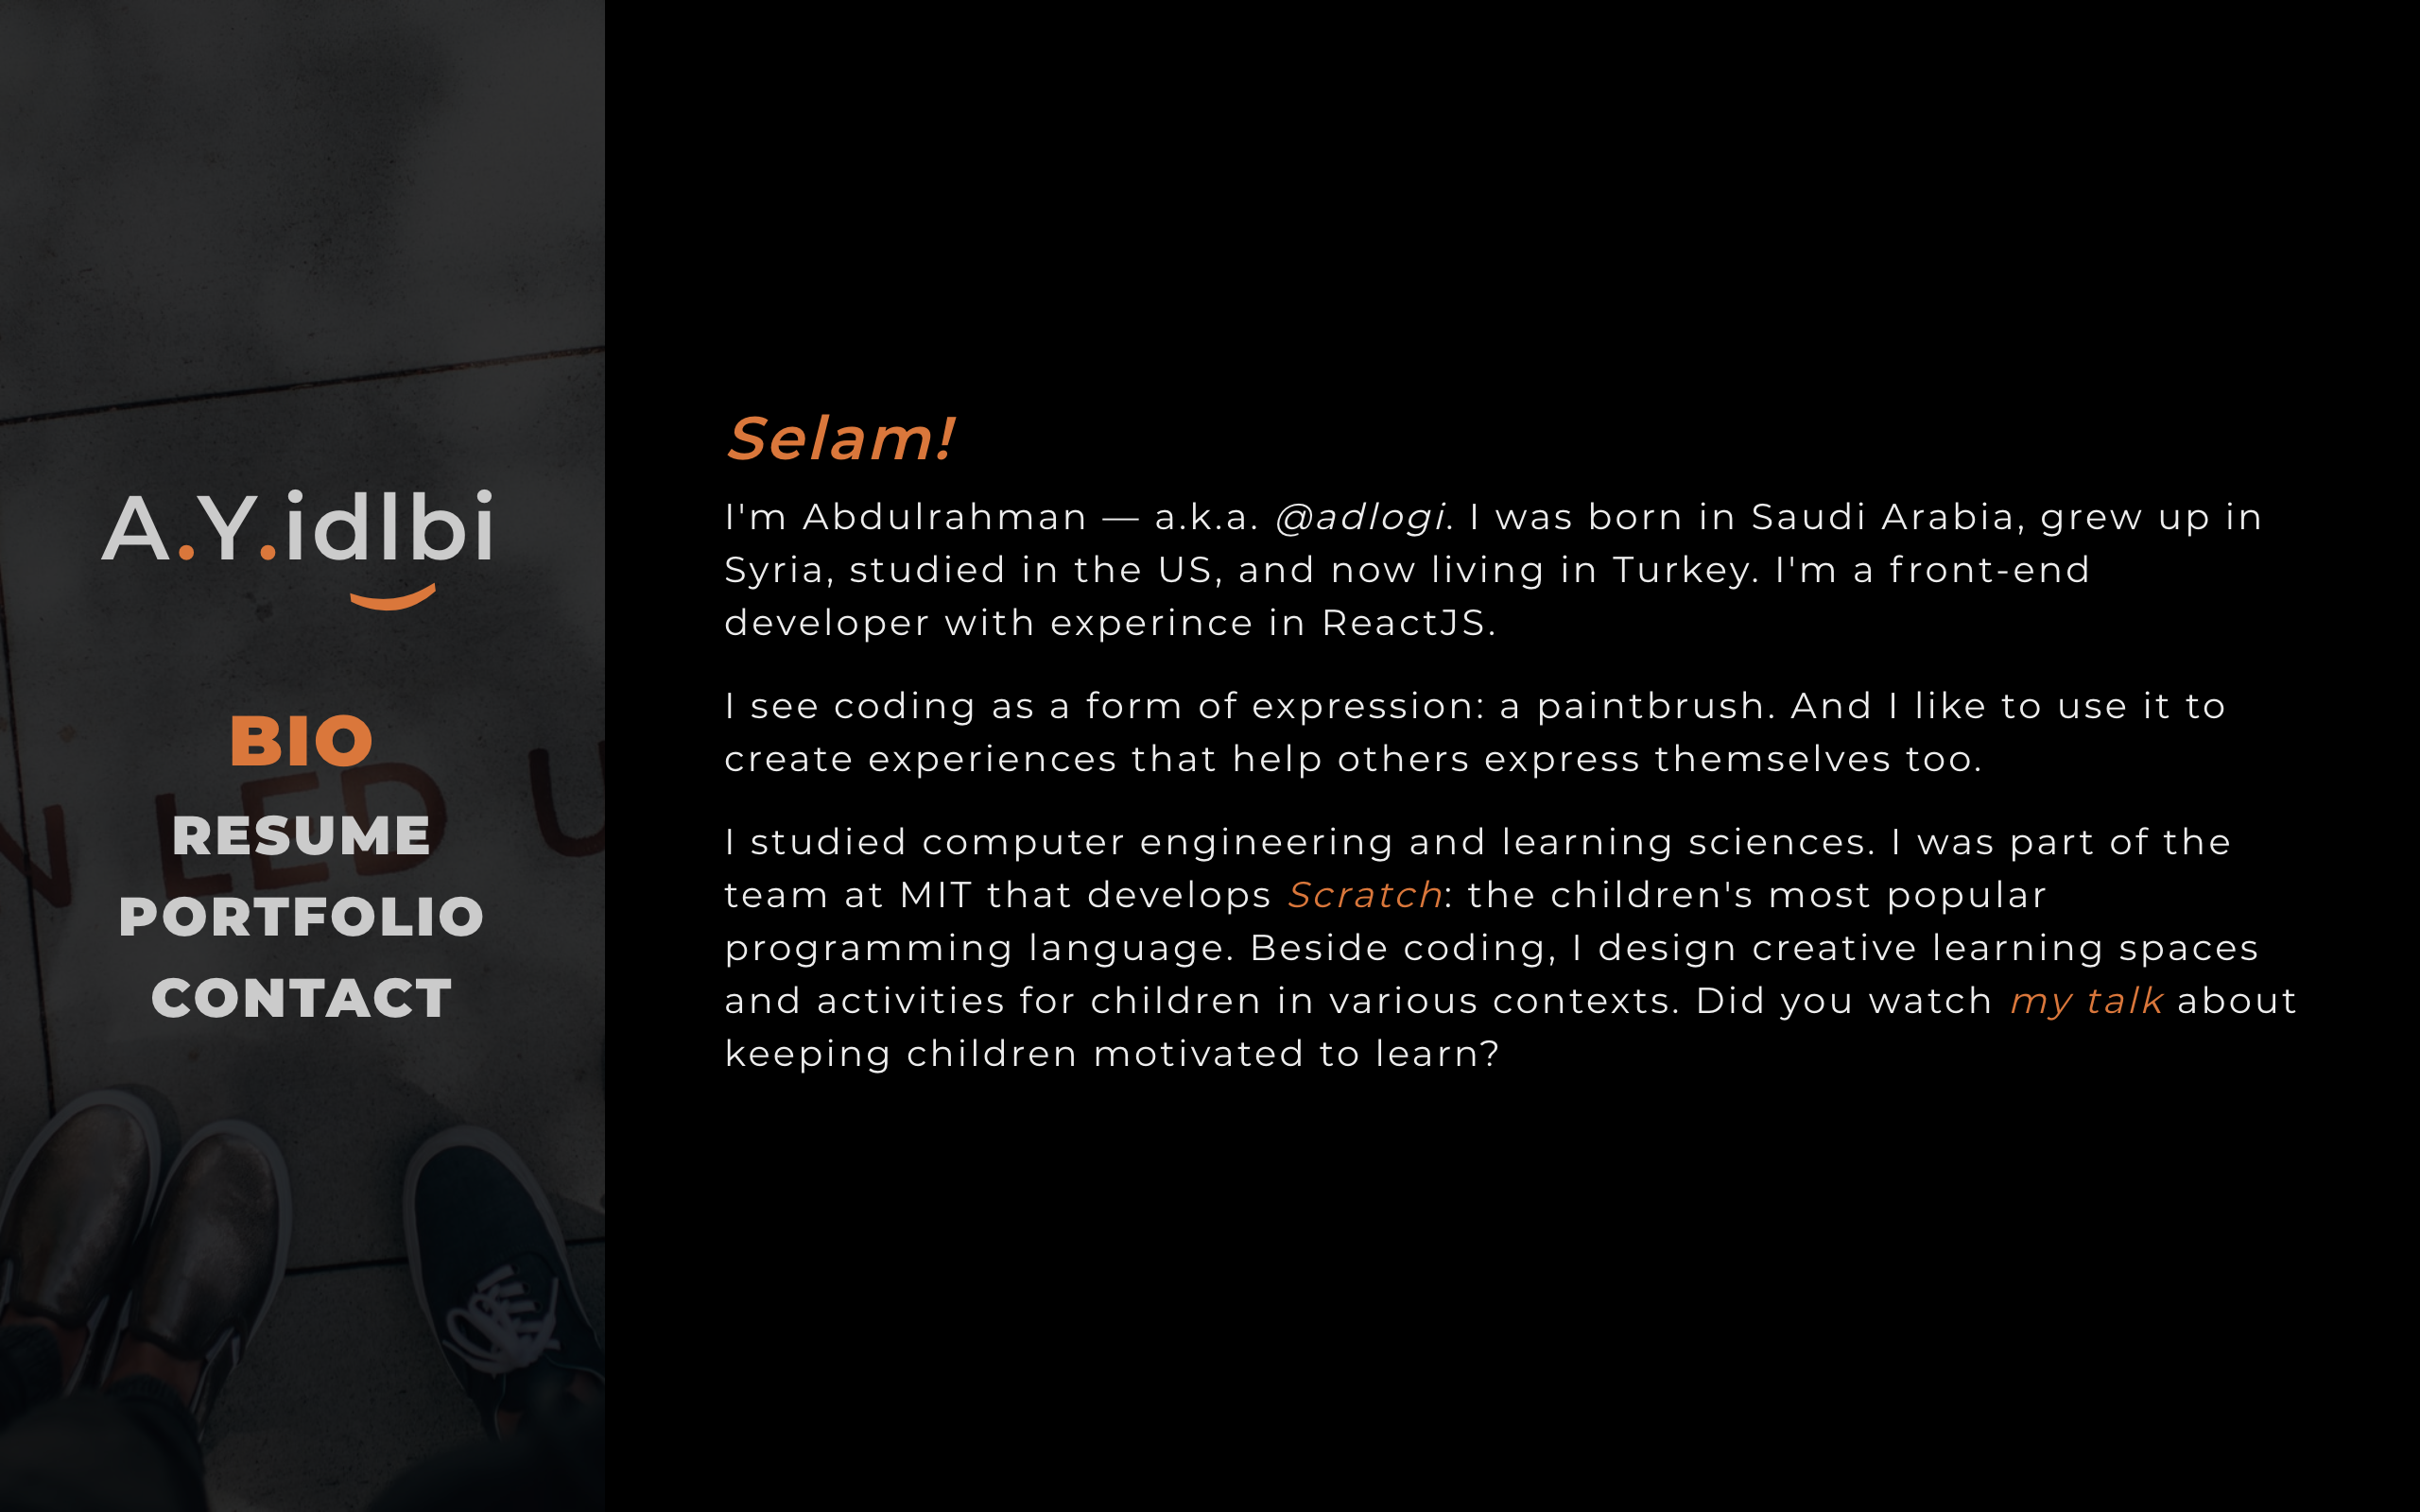 A.Y.idlbi
BIO
RESUME
PORTFOLIO
CONTACT
LED
Selam!
I'm Abdulrahman — a.k.a. @adlogi. I was born in Saudi Arabia, grew up in
Syria, studied in the US, and now living in Turkey. I'm a front-end
developer with experince in ReactJS.
I see coding as a form of expression: a paintbrush. And I like to use it to
create experiences that help others express themselves too.
I studied computer engineering and learning sciences. I was part of the
team at MIT that develops Scratch: the children's most popular
programming language. Beside coding, I design creative learning spaces
and activities for children in various contexts. Did you watch my talk about
keeping children motivated to learn?